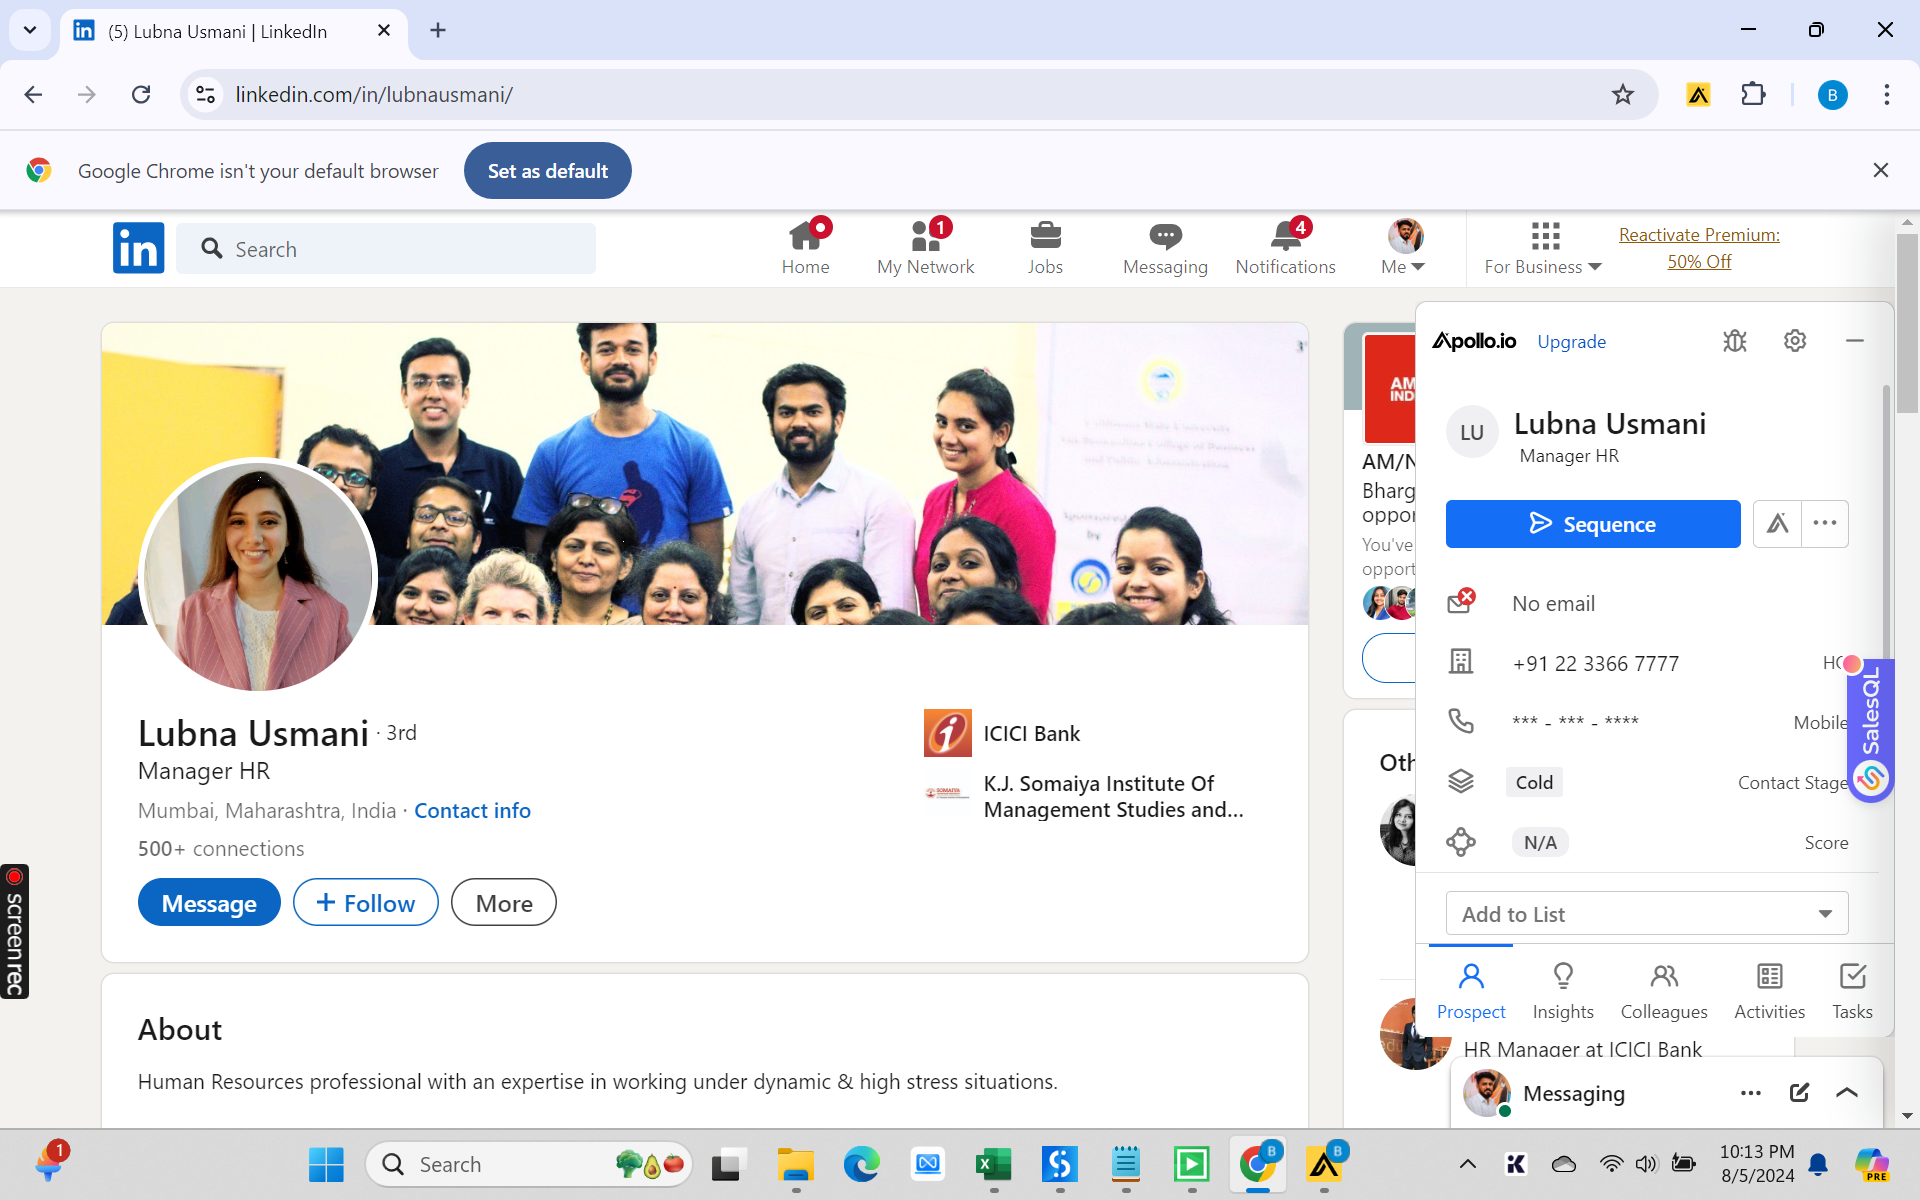 (5) Lubna Usmani | LinkedIn
linkedin.com/in/lubnausmani/
B
Google Chrome isn't your default browser
Set as default
in
Search
Home
1
My Network
Jobs
Messaging
4
Notifications
Me
For Business
Reactivate Premium:
50% Off
Lubna Usmani · 3rd
Manager HR
Mumbai, Maharashtra, India · Contact info
500+ connections
Message
+ Follow
More
ICICI Bank
K.J. Somaiya Institute Of
Management Studies and...
About
Human Resources professional with an expertise in working under dynamic & high stress situations.
AM
IND
AM/N
Bharg
oppor
You've
opport
Oth
Apollo.io
Upgrade
LU
Lubna Usmani
Manager HR
Sequence
No email
+91 22 3366 7777
HQ
*** - *** - ****
Mobile
Cold
Contact Stage
N/A
Score
Add to List
Prospect
Insights
Colleagues
Activities
Tasks
SalesQL
HR Manager at ICICI Bank
Messaging
screenrec
1
Search
B
B
10:13 PM
8/5/2024
PRE